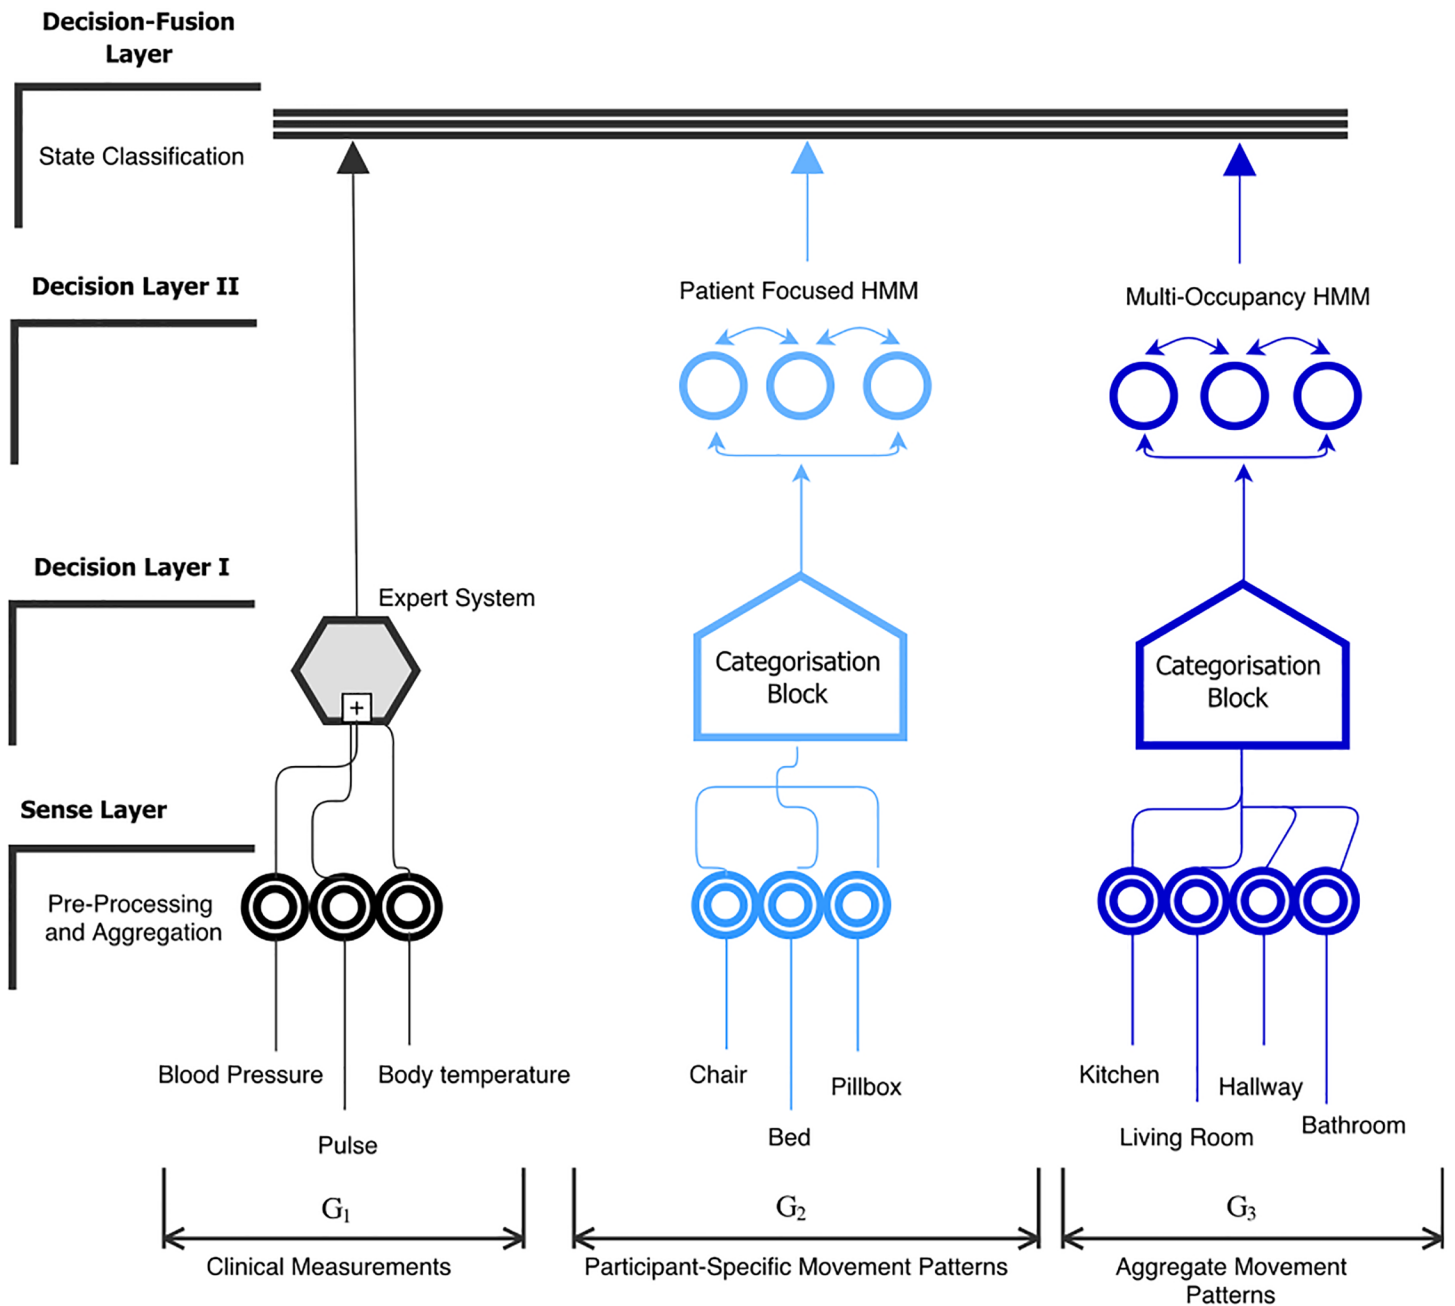 Decision-Fusion
Layer
State Classification
Decision Layer II
Patient Focused HMM
Multi-Occupancy HMM
Decision Layer I
Expert System
+
Categorisation
Block
Categorisation
Block
Sense Layer
Pre-Processing
and Aggregation
Blood Pressure
Body temperature
Pulse
Chair
Pillbox
Bed
Kitchen
Hallway
Living Room
Bathroom
G1
G2
G3
Clinical Measurements
Participant-Specific Movement Patterns
Aggregate Movement
Patterns